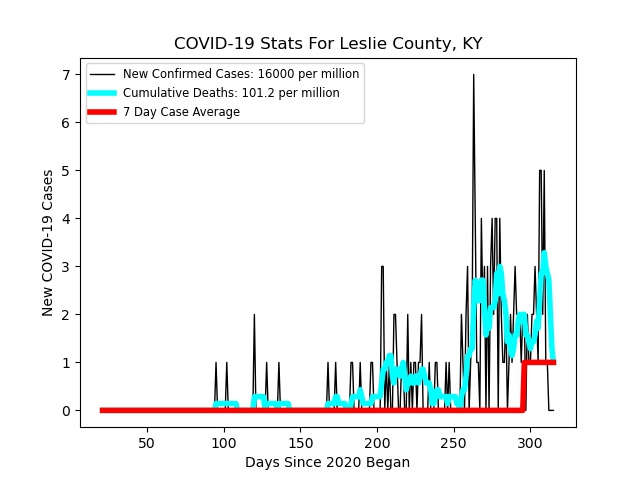 COVID-19 Stats For Leslie County, KY
New Confirmed Cases: 16000 per million
Cumulative Deaths: 101.2 per million
7 Day Case Average
New COVID-19 Cases
7
6
5
4
3
2
1
0
50 100 150 200 250 300
Days Since 2020 Began